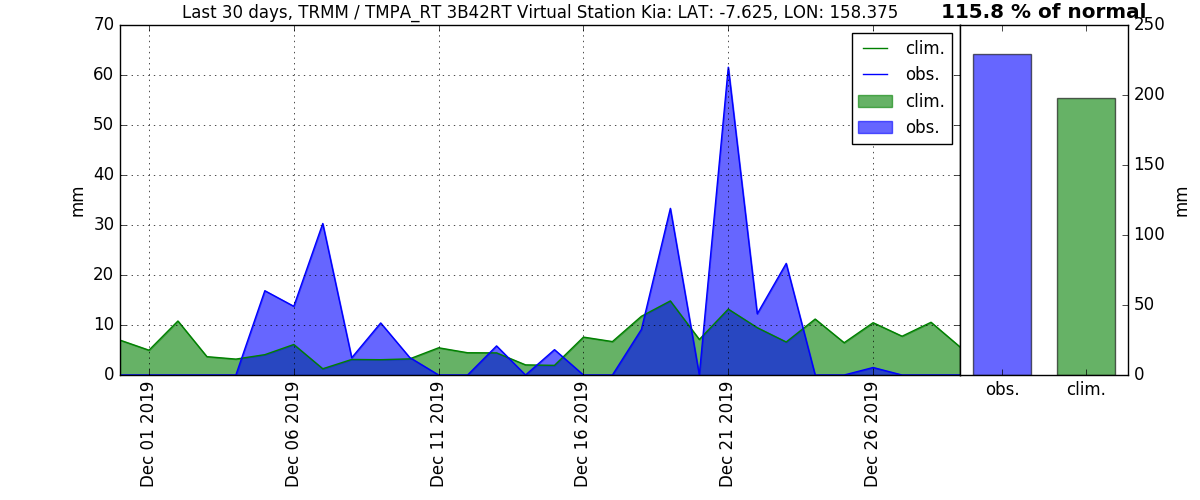 Last 30 days, TRMM / TMPA_RT 3B42RT Virtual Station Kia: LAT: -7.625, LON: 158.375
115.8 % of normal
70
60
50
40
30
20
10
0
mm
clim.
obs.
clim.
obs.
Dec 01 2019
Dec 06 2019
Dec 11 2019
Dec 16 2019
Dec 21 2019
Dec 26 2019
250
200
150
100
50
0
mm
obs.
clim.